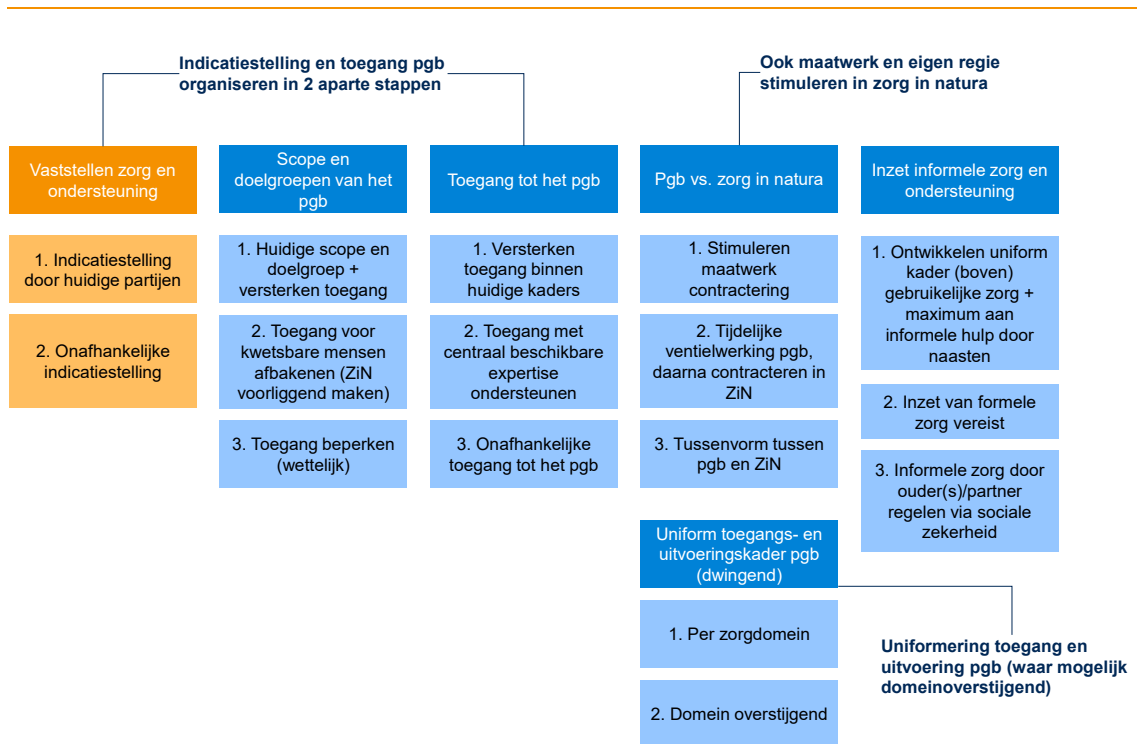 Indicatiestelling en toegang pgb
organiseren in 2 aparte stappen
Ook maatwerk en eigen regie
stimuleren in zorg in natura
Vaststellen zorg en
ondersteuning
1. Indicatiestelling
door huidige partijen
2. Onafhankelijke
indicatiestelling
Scope en
doelgroepen van het
pgb
1. Huidige scope en
doelgroep +
versterken toegang
2. Toegang voor
kwetsbare mensen
afbakenen (ZiN
voorliggend maken)
3. Toegang beperken
(wettelijk)
Toegang tot het pgb
1. Versterken
toegang binnen
huidige kaders
2. Toegang met
centraal beschikbare
expertise
ondersteunen
3. Onafhankelijke
toegang tot het pgb
Pgb vs. zorg in natura
1. Stimuleren
maatwerk
contractering
2. Tijdelijke
ventielwerking pgb,
daarna contracteren in
ZiN
3. Tussenvorm tussen
pgb en ZiN
Inzet informele zorg en
ondersteuning
1. Ontwikkelen uniform
kader (boven)
gebruikelijke zorg +
maximum aan
informele hulp door
naasten
2. Inzet van formele
zorg vereist
3. Informele zorg door
ouder(s)/partner
regelen via sociale
zekerheid
Uniform toegangs- en
uitvoeringskader pgb
(dwingend)
1. Per zorgdomein
2. Domein overstijgend
Uniformering toegang en
uitvoering pgb (waar mogelijk
domeinoverstijgend)